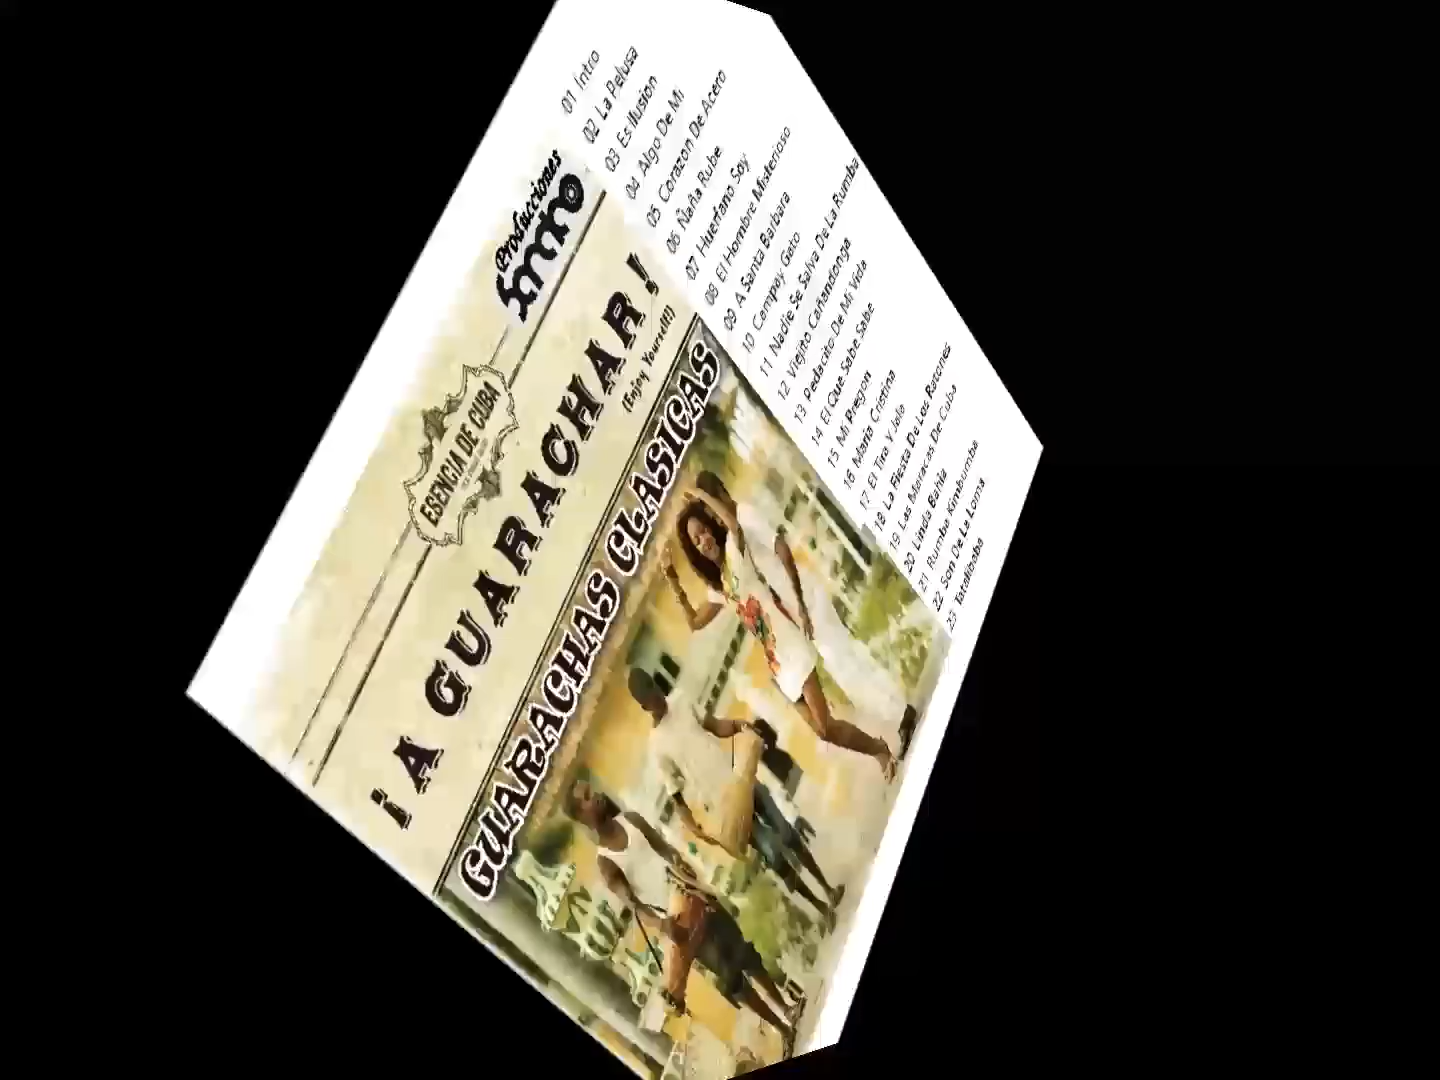 Producciones
ESENCIA DE CUBA
¡A GUARACHAR!
(Enjoy Yourself!)
GUARACHAS CLASICAS
01 Intro
02 La Pelusa
03 Es Illusion
04 Algo De Mi
05 Corazon De Acero
06 Ñaña Rube
07 Huerfano Soy
08 El Hombre Misterioso
09 A Santa Barbara
10 Campay Gato
11 Nadie Se Salva De La Rumba
12 Viejito Cañandonga
13 Pedacito De Mi Vida
14 El Que Sabe Sabe
15 Mi Pregon
16 Maria Cristina
17 El Tira Y Jala
18 La Fiesta De Los Ratones
19 Las Maracas De Cuba
20 Linda Bahia
21 Rumba Kimbumba
22 Son De La Loma
23 Tatalibaba